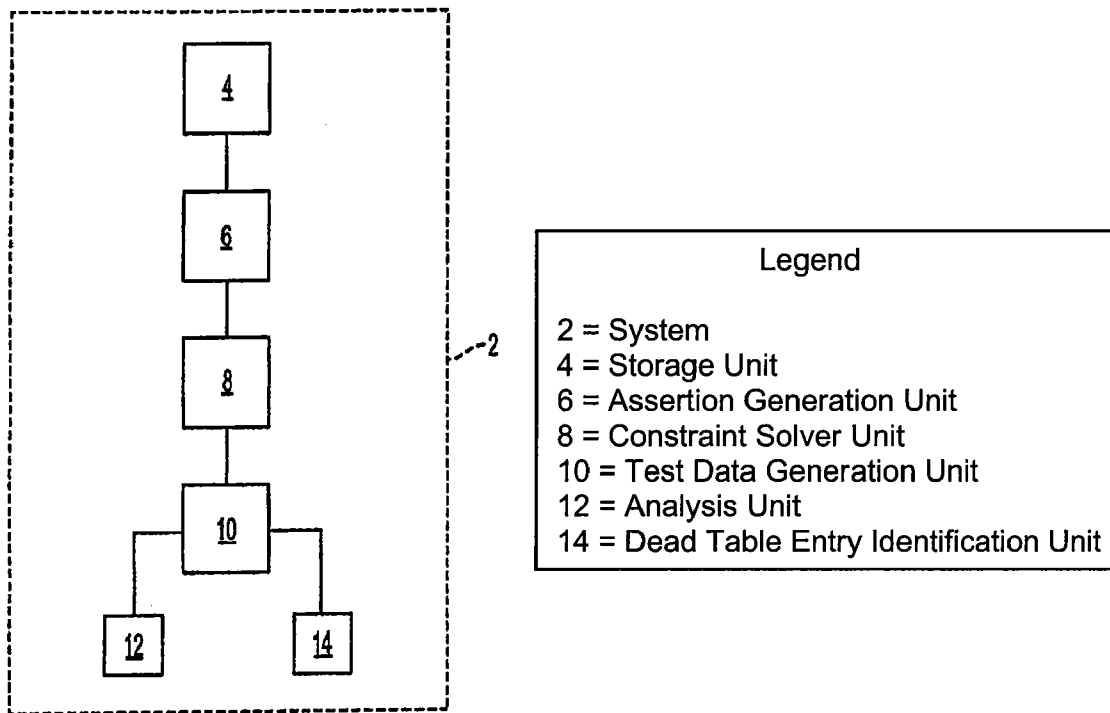 4
6
8
2
10
12
14
Legend
2 = System
4 = Storage Unit
6 = Assertion Generation Unit
8 = Constraint Solver Unit
10 = Test Data Generation Unit
12 = Analysis Unit
14 = Dead Table Entry Identification Unit